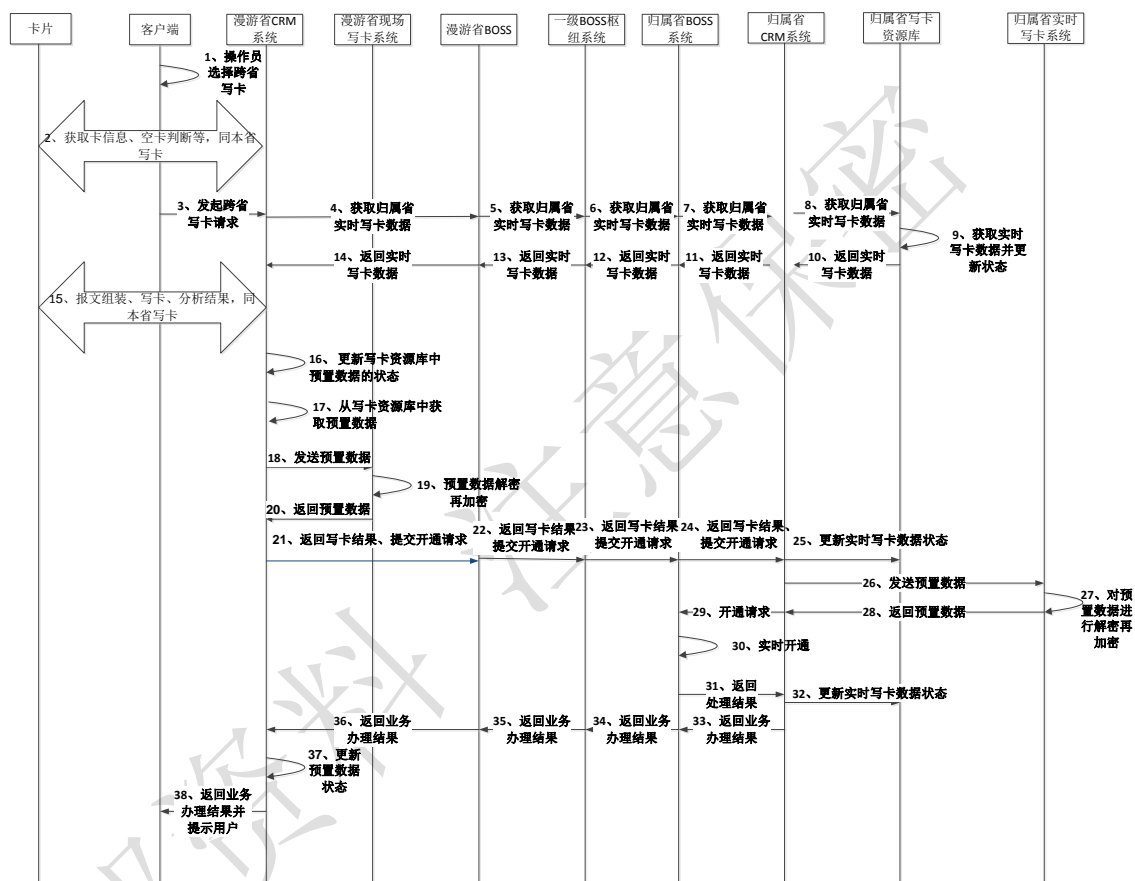 卡片
客户端
漫游省CRM
系统
漫游省现场
写卡系统
漫游省BOSS
一级BOSS枢
纽系统
归属省BOSS
系统
归属省
CRM系统
归属省写卡
资源库
归属省实时
写卡系统
1、操作员
选择跨省
写卡
2、获取卡信息、空卡判断等，同本省
写卡
3、发起跨省
写卡请求
4、获取归属省
实时写卡数据
5、获取归属省
实时写卡数据
6、获取归属省
实时写卡数据
7、获取归属省
实时写卡数据
8、获取归属省
实时写卡数据
9、获取实时
写卡数据并更
新状态
14、返回实时
写卡数据
13、返回实时
写卡数据
12、返回实时
写卡数据
11、返回实时
写卡数据
10、返回实时
写卡数据
15、报文组装、写卡、分析结果，同
本省写卡
16、更新写卡资源库中
预置数据的状态
17、从写卡资源库中获
取预置数据
18、发送预置数据
19、预置数据解密
再加密
20、返回预置数据
21、返回写卡结果、提交开通请求
22、返回写卡结果
提交开通请求
23、返回写卡结果
提交开通请求
24、返回写卡结果、
提交开通请求
25、更新实时写卡数据状态
26、发送预置数据
27、对预
置数据进
行解密再
加密
28、返回预置数据
29、开通请求
30、实时开通
31、返回
处理结果
32、更新实时写卡数据状态
36、返回业务
办理结果
35、返回业务
办理结果
34、返回业务
办理结果
33、返回业务
办理结果
37、更新
预置数据
状态
38、返回业务
办理结果并
提示用户
资料 注意保密